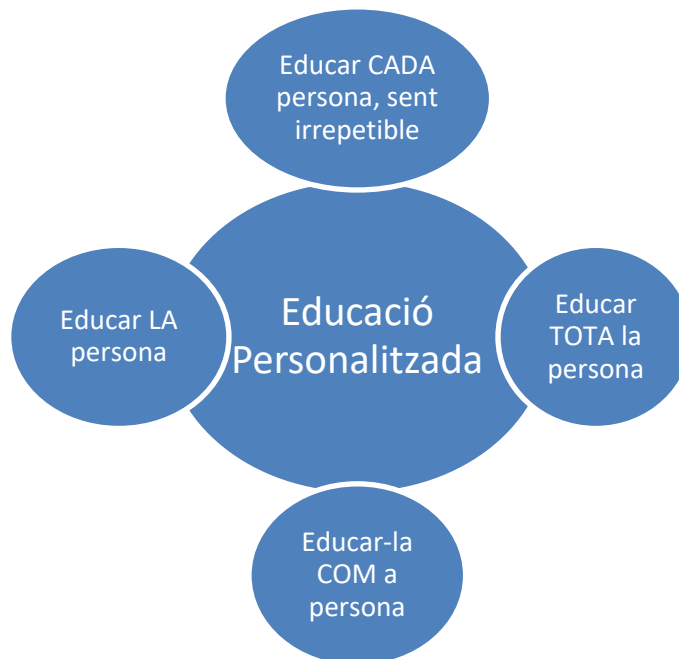 Educar CADA
persona, sent
irrepetible
Educar LA
persona
Educació
Personalitzada
Educar
TOTA la
persona
Educar-la
COM a
persona